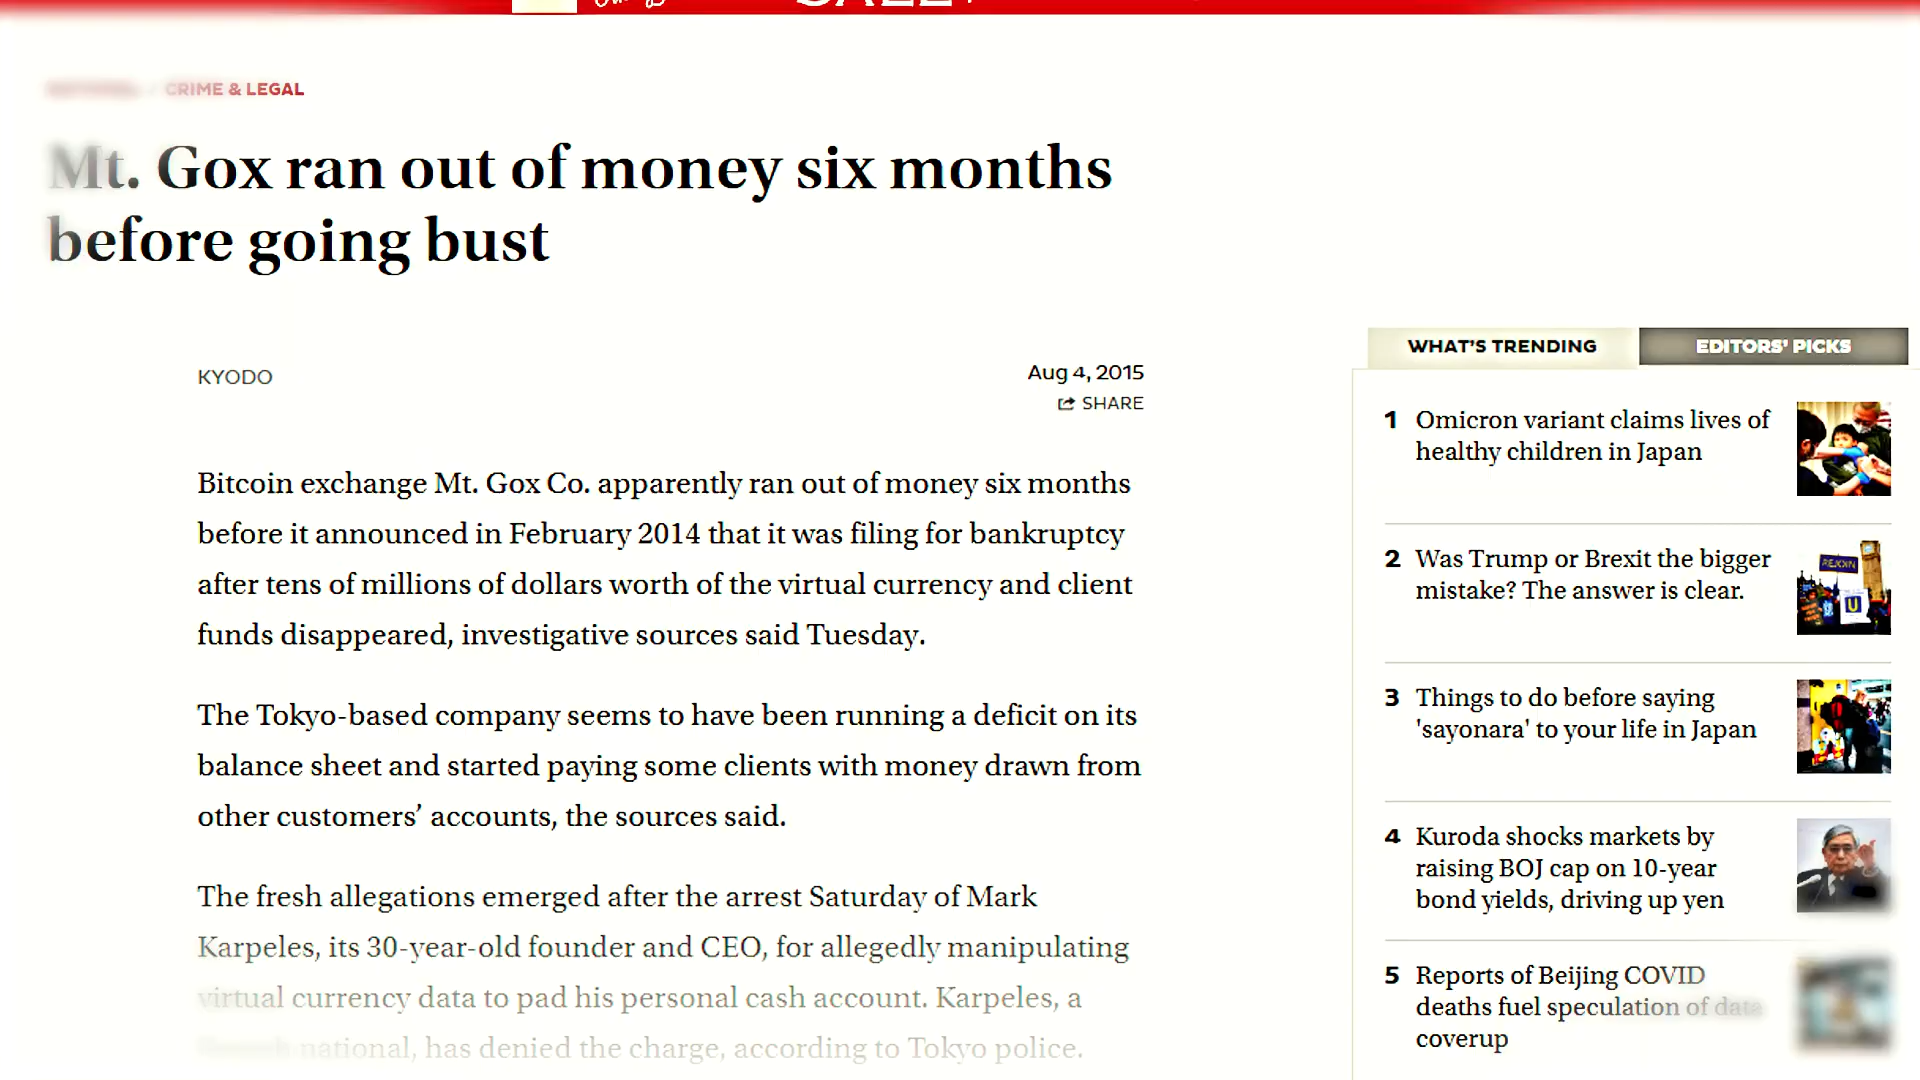 CRIME & LEGAL
Mt. Gox ran out of money six months
before going bust
KYODO
Aug 4, 2015
SHARE
Bitcoin exchange Mt. Gox Co. apparently ran out of money six months
before it announced in February 2014 that it was filing for bankruptcy
after tens of millions of dollars worth of the virtual currency and client
funds disappeared, investigative sources said Tuesday.
The Tokyo-based company seems to have been running a deficit on its
balance sheet and started paying some clients with money drawn from
other customers’ accounts, the sources said.
The fresh allegations emerged after the arrest Saturday of Mark
Karpeles, its 30-year-old founder and CEO, for allegedly manipulating
virtual currency data to pad his personal cash account. Karpeles, a
national, has denied the charge, according to Tokyo police.
WHAT'S TRENDING
EDITORS' PICKS
1 Omicron variant claims lives of
healthy children in Japan
2 Was Trump or Brexit the bigger
mistake? The answer is clear.
3 Things to do before saying
'sayonara' to your life in Japan
4 Kuroda shocks markets by
raising BOJ cap on 10-year
bond yields, driving up yen
5 Reports of Beijing COVID
deaths fuel speculation of data
coverup